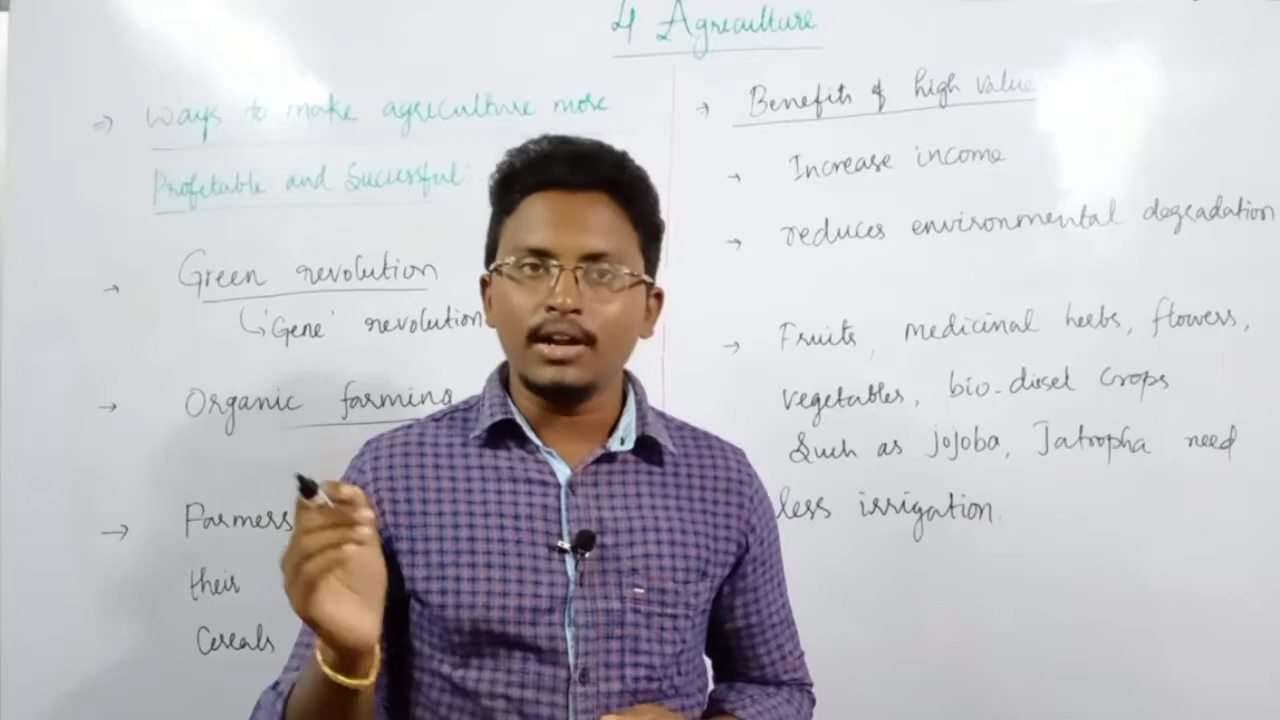 4 Agriculture
⇒ Ways to make agriculture more
Profitable and Successful:
→ Green revolution
↳ 'Gene' revolution
→ Organic farming
→ Farmers
their
Cereals
→ Benefits of high value
→ Increase income
→ reduces environmental degradation
→ Fruits, medicinal herbs, flowers,
vegetables, bio-diesel crops
Such as jojoba, Jatropha need
less irrigation.